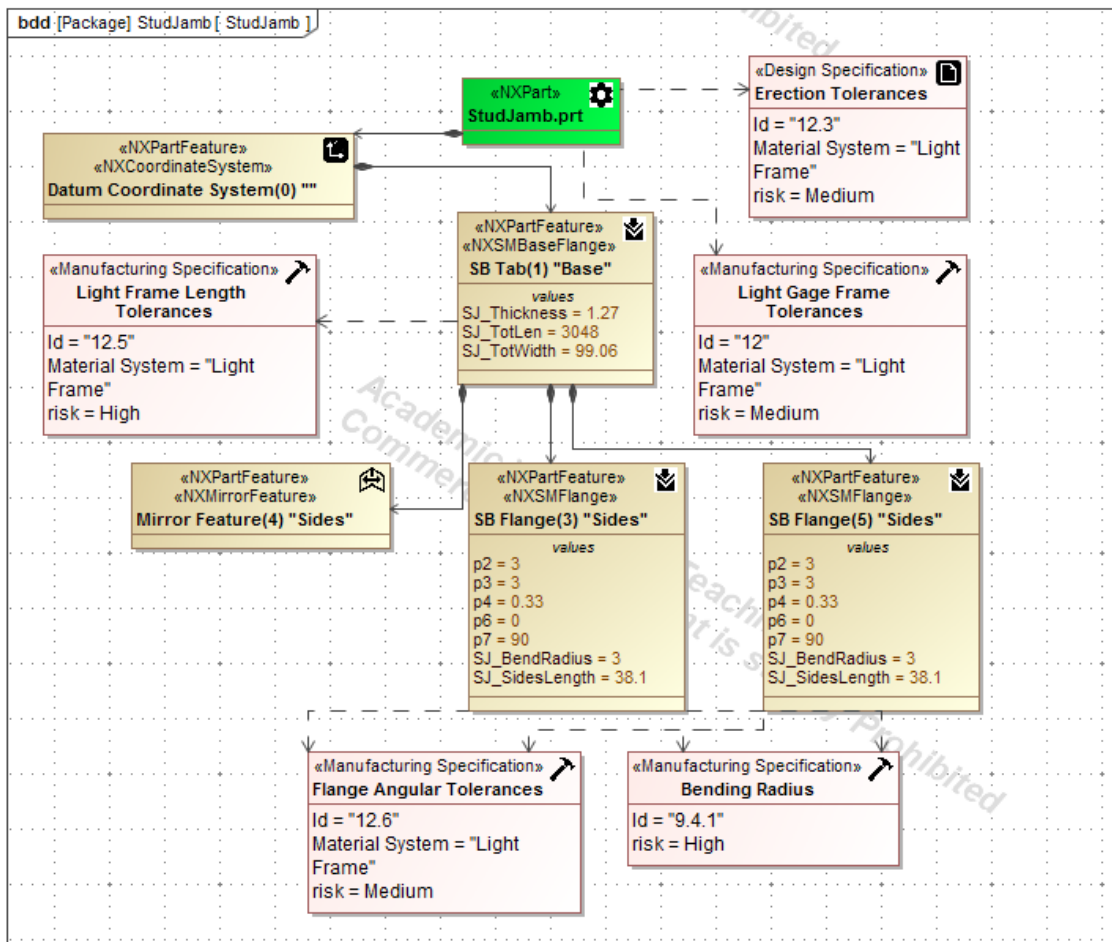 bdd [Package] StudJamb[ StudJamb ]
«NXPart»
StudJamb.prt
«Design Specification»
Erection Tolerances
Id = "12.3"
Material System = "Light
Frame"
risk = Medium
«NXPartFeature»
«NXCoordinateSystem»
Datum Coordinate System(0) ""
«NXPartFeature»
«NXSMBaseFlange»
SB Tab(1) "Base"
values
SJ_Thickness = 1.27
SJ_TotLen = 3048
SJ_TotWidth = 99.06
«Manufacturing Specification»
Light Frame Length
Tolerances
Id = "12.5"
Material System = "Light
Frame"
risk = High
«Manufacturing Specification»
Light Gage Frame
Tolerances
Id = "12"
Material System = "Light
Frame"
risk = Medium
«NXPartFeature»
«NXMirrorFeature»
Mirror Feature(4) "Sides"
«NXPartFeature»
«NXSMFlange»
SB Flange(3) "Sides"
values
p2 = 3
p3 = 3
p4 = 0.33
p6 = 0
p7 = 90
SJ_BendRadius = 3
SJ_SidesLength = 38.1
«NXPartFeature»
«NXSMFlange»
SB Flange(5) "Sides"
values
p2 = 3
p3 = 3
p4 = 0.33
p6 = 0
p7 = 90
SJ_BendRadius = 3
SJ_SidesLength = 38.1
«Manufacturing Specification»
Flange Angular Tolerances
Id = "12.6"
Material System = "Light
Frame"
risk = Medium
«Manufacturing Specification»
Bending Radius
Id = "9.4.1"
risk = High
Academic
Prohibited